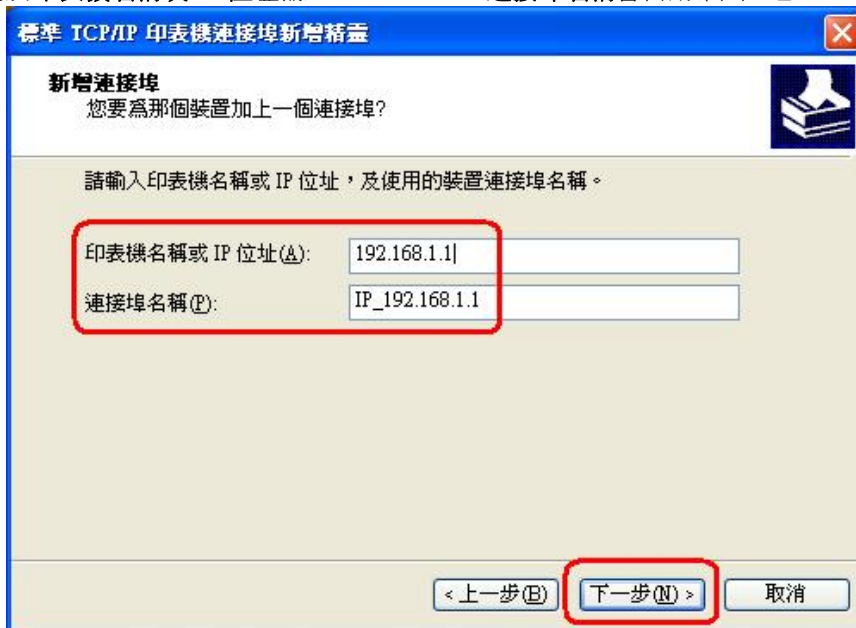 標準 TCP/IP 印表機連接埠新增精靈
新增連接埠
您要為那個裝置加上一個連接埠?
請輸入印表機名稱或 IP 位址，及使用的裝置連接埠名稱。
印表機名稱或 IP 位址(A): 192.168.1.1
連接埠名稱(P): IP_192.168.1.1
<上一步(B) 下一步(N)> 取消